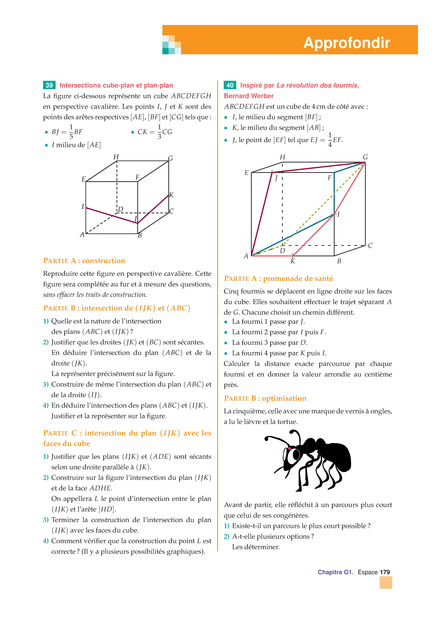 Approfondir
39 Intersections cube-plan et plan-plan
La figure ci-dessous représente un cube ABCDEFGH
en perspective cavalière. Les points I, J et K sont des
points des arêtes respectives [AE], [BF] et [CG] tels que :
• BJ = 1/5 BF
• CK = 1/3 CG
• I milieu de [AE]
H
G
E
F
K
I
D
C
J
A
B
PARTIE A : construction
Reproduire cette figure en perspective cavalière. Cette
figure sera complétée au fur et à mesure des questions,
sans effacer les traits de construction.
PARTIE B : intersection de (IJK) et (ABC)
1) Quelle est la nature de l'intersection
des plans (ABC) et (IJK) ?
2) Justifier que les droites (JK) et (BC) sont sécantes.
En déduire l'intersection du plan (ABC) et de la
droite (JK).
La représenter précisément sur la figure.
3) Construire de même l'intersection du plan (ABC) et
de la droite (IJ).
4) En déduire l'intersection des plans (ABC) et (IJK).
Justifier et la représenter sur la figure.
PARTIE C : intersection du plan (IJK) avec les
faces du cube
1) Justifier que les plans (IJK) et (ADE) sont sécants
selon une droite parallèle à (JK).
2) Construire sur la figure l'intersection du plan (IJK)
et de la face ADHE.
On appellera L le point d'intersection entre le plan
(IJK) et l'arête [HD].
3) Terminer la construction de l'intersection du plan
(IJK) avec les faces du cube.
4) Comment vérifier que la construction du point L est
correcte ? (Il y a plusieurs possibilités graphiques).
40 Inspiré par La révolution des fourmis,
Bernard Werber
ABCDEFGH est un cube de 4 cm de côté avec :
• I, le milieu du segment [BF] ;
• K, le milieu du segment [AB] ;
• J, le point de [EF] tel que EJ = 1/4 EF.
H
G
E
J
F
I
D
C
A
K
B
PARTIE A : promenade de santé
Cinq fourmis se déplacent en ligne droite sur les faces
du cube. Elles souhaitent effectuer le trajet séparant A
de G. Chacune choisit un chemin différent.
• La fourmi 1 passe par J.
• La fourmi 2 passe par I puis F.
• La fourmi 3 passe par D.
• La fourmi 4 passe par K puis I.
Calculer la distance exacte parcourue par chaque
fourmi et en donner la valeur arrondie au centième
près.
PARTIE B : optimisation
La cinquième, celle avec une marque de vernis à ongles,
a lu le lièvre et la tortue.
Avant de partir, elle réfléchit à un parcours plus court
que celui de ses congénères.
1) Existe-t-il un parcours le plus court possible ?
2) A-t-elle plusieurs options ?
Les déterminer.
Chapitre G1. Espace 179